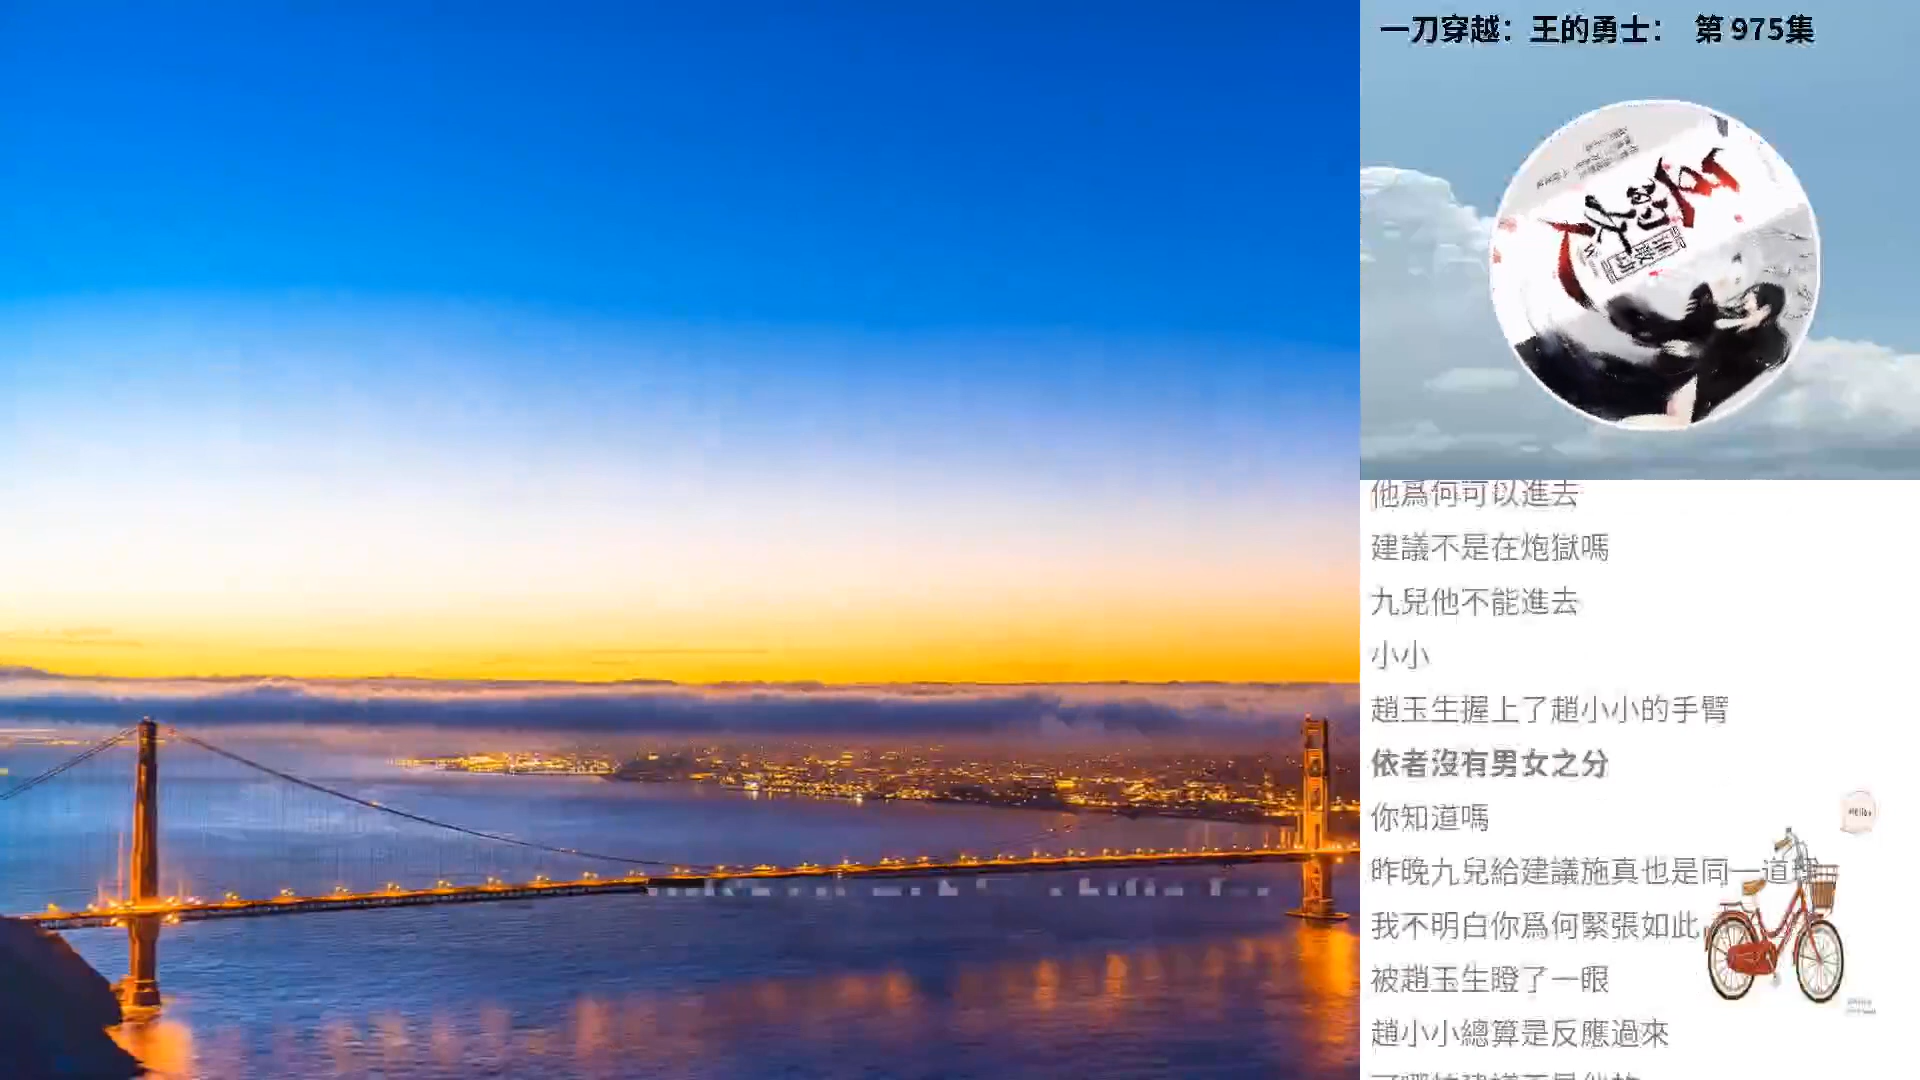 一刀穿越：王的勇士： 第 975集
他爲何可以進去
建議不是在炮獄嗎
九兒他不能進去
小小
趙玉生握上了趙小小的手臂
依者沒有男女之分
你知道嗎
昨晚九兒給建議施真也是同一道理
我不明白你爲何緊張如此
被趙玉生瞪了一眼
趙小小總算是反應過來